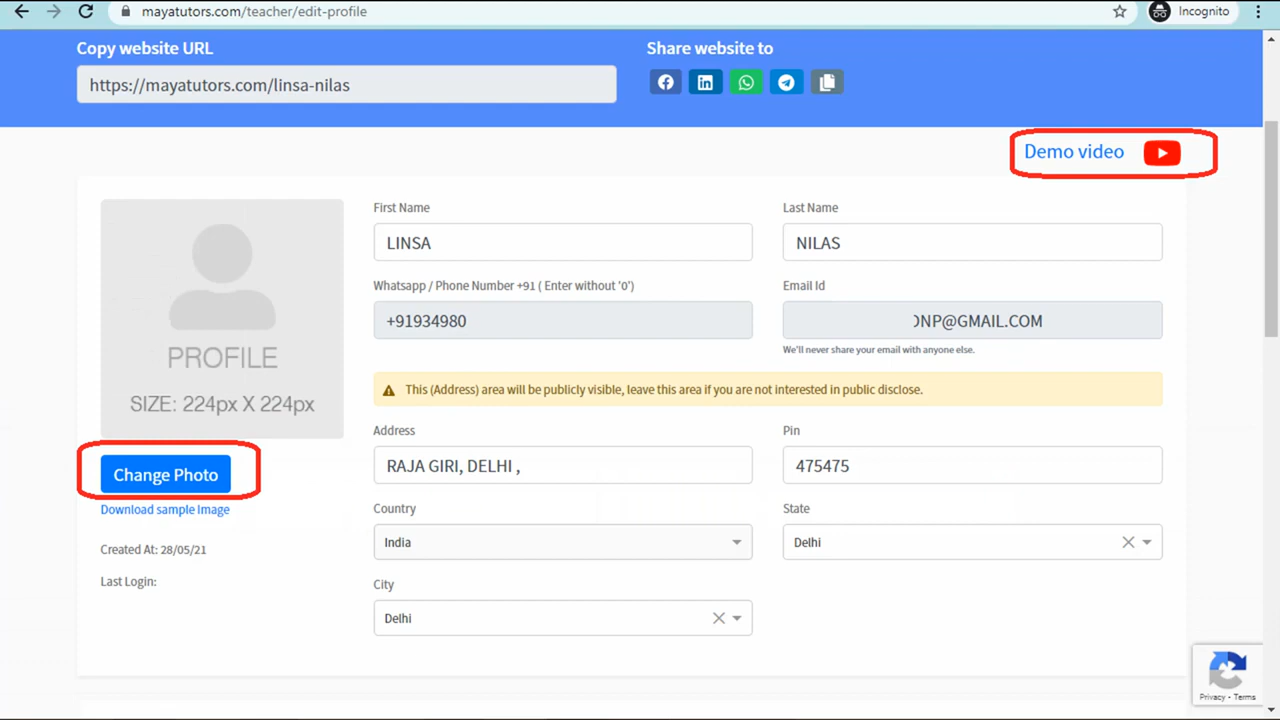 mayatutors.com/teacher/edit-profile
Incognito
Copy website URL
Share website to
https://mayatutors.com/linsa-nilas
Demo video
PROFILE
SIZE: 224px X 224px
Change Photo
Download sample Image
Created At: 28/05/21
Last Login:
First Name
Last Name
LINSA
NILAS
Whatsapp / Phone Number +91 ( Enter without '0')
Email Id
+91934980
NP@GMAIL.COM
We'll never share your email with anyone else.
This (Address) area will be publicly visible, leave this area if you are not interested in public disclose.
Address
Pin
RAJA GIRI, DELHI ,
475475
Country
State
India
Delhi
City
Delhi
Privacy - Terms